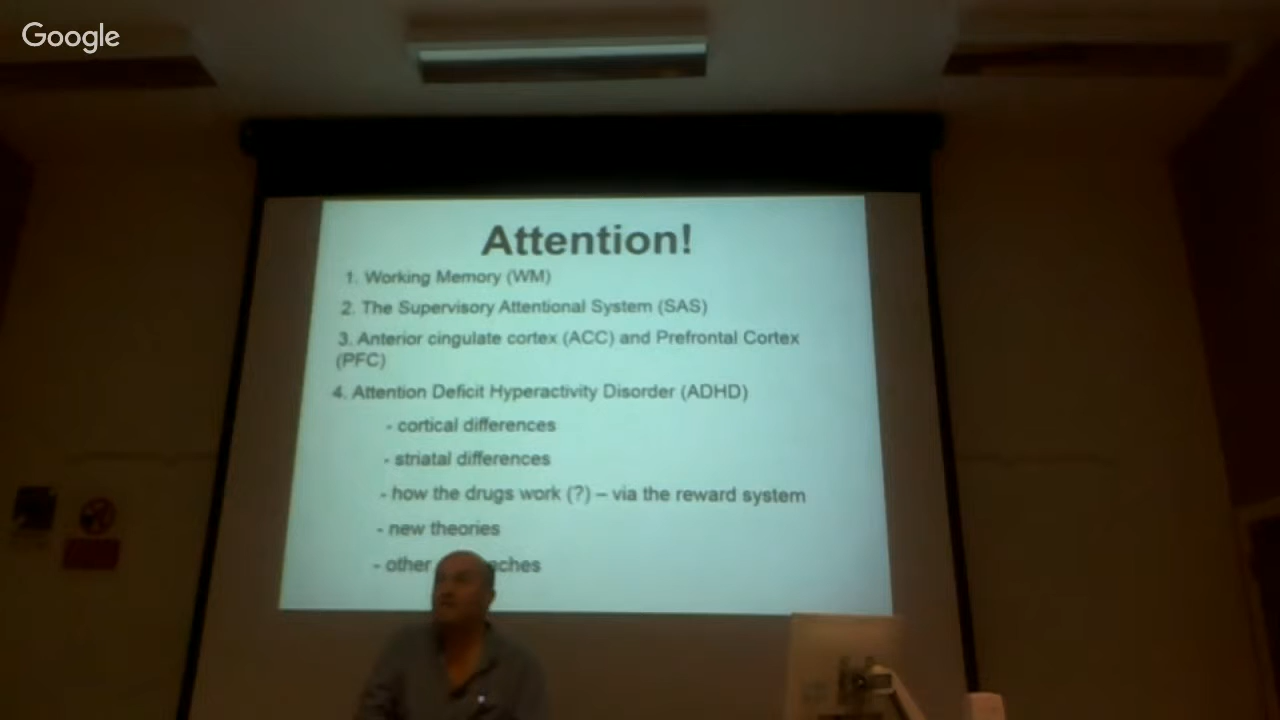 Google
Attention!
1. Working Memory (WM)
2. The Supervisory Attentional System (SAS)
3. Anterior cingulate cortex (ACC) and Prefrontal Cortex
(PFC)
4. Attention Deficit Hyperactivity Disorder (ADHD)
- cortical differences
- striatal differences
- how the drugs work (?) – via the reward system
- new theories
- other